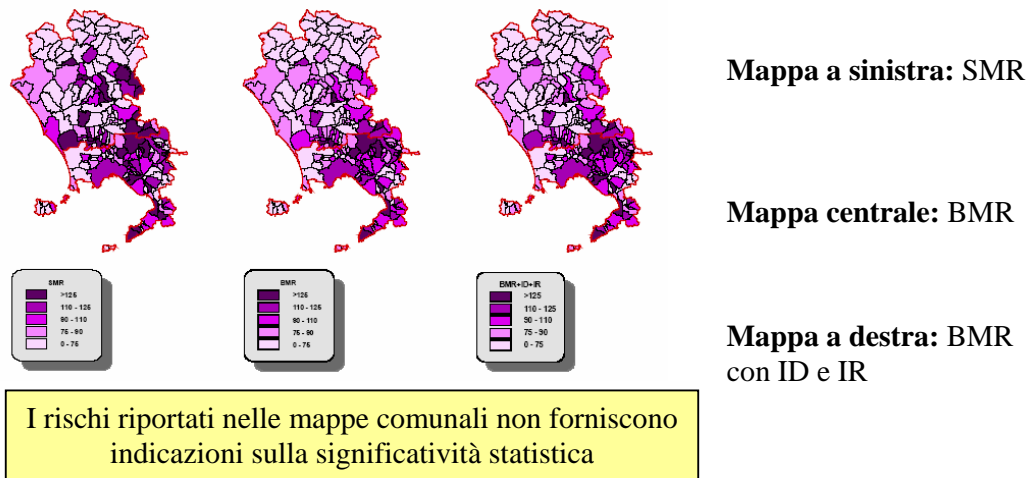 Mappa a sinistra: SMR
Mappa centrale: BMR
Mappa a destra: BMR
con ID e IR
SMR
>125
110 - 125
90 - 110
75 - 90
0 - 75
BMR
>125
110 - 125
90 - 110
75 - 90
0 - 75
BMR+ID+IR
>125
110 - 125
90 - 110
75 - 90
0 - 75
I rischi riportati nelle mappe comunali non forniscono
indicazioni sulla significatività statistica